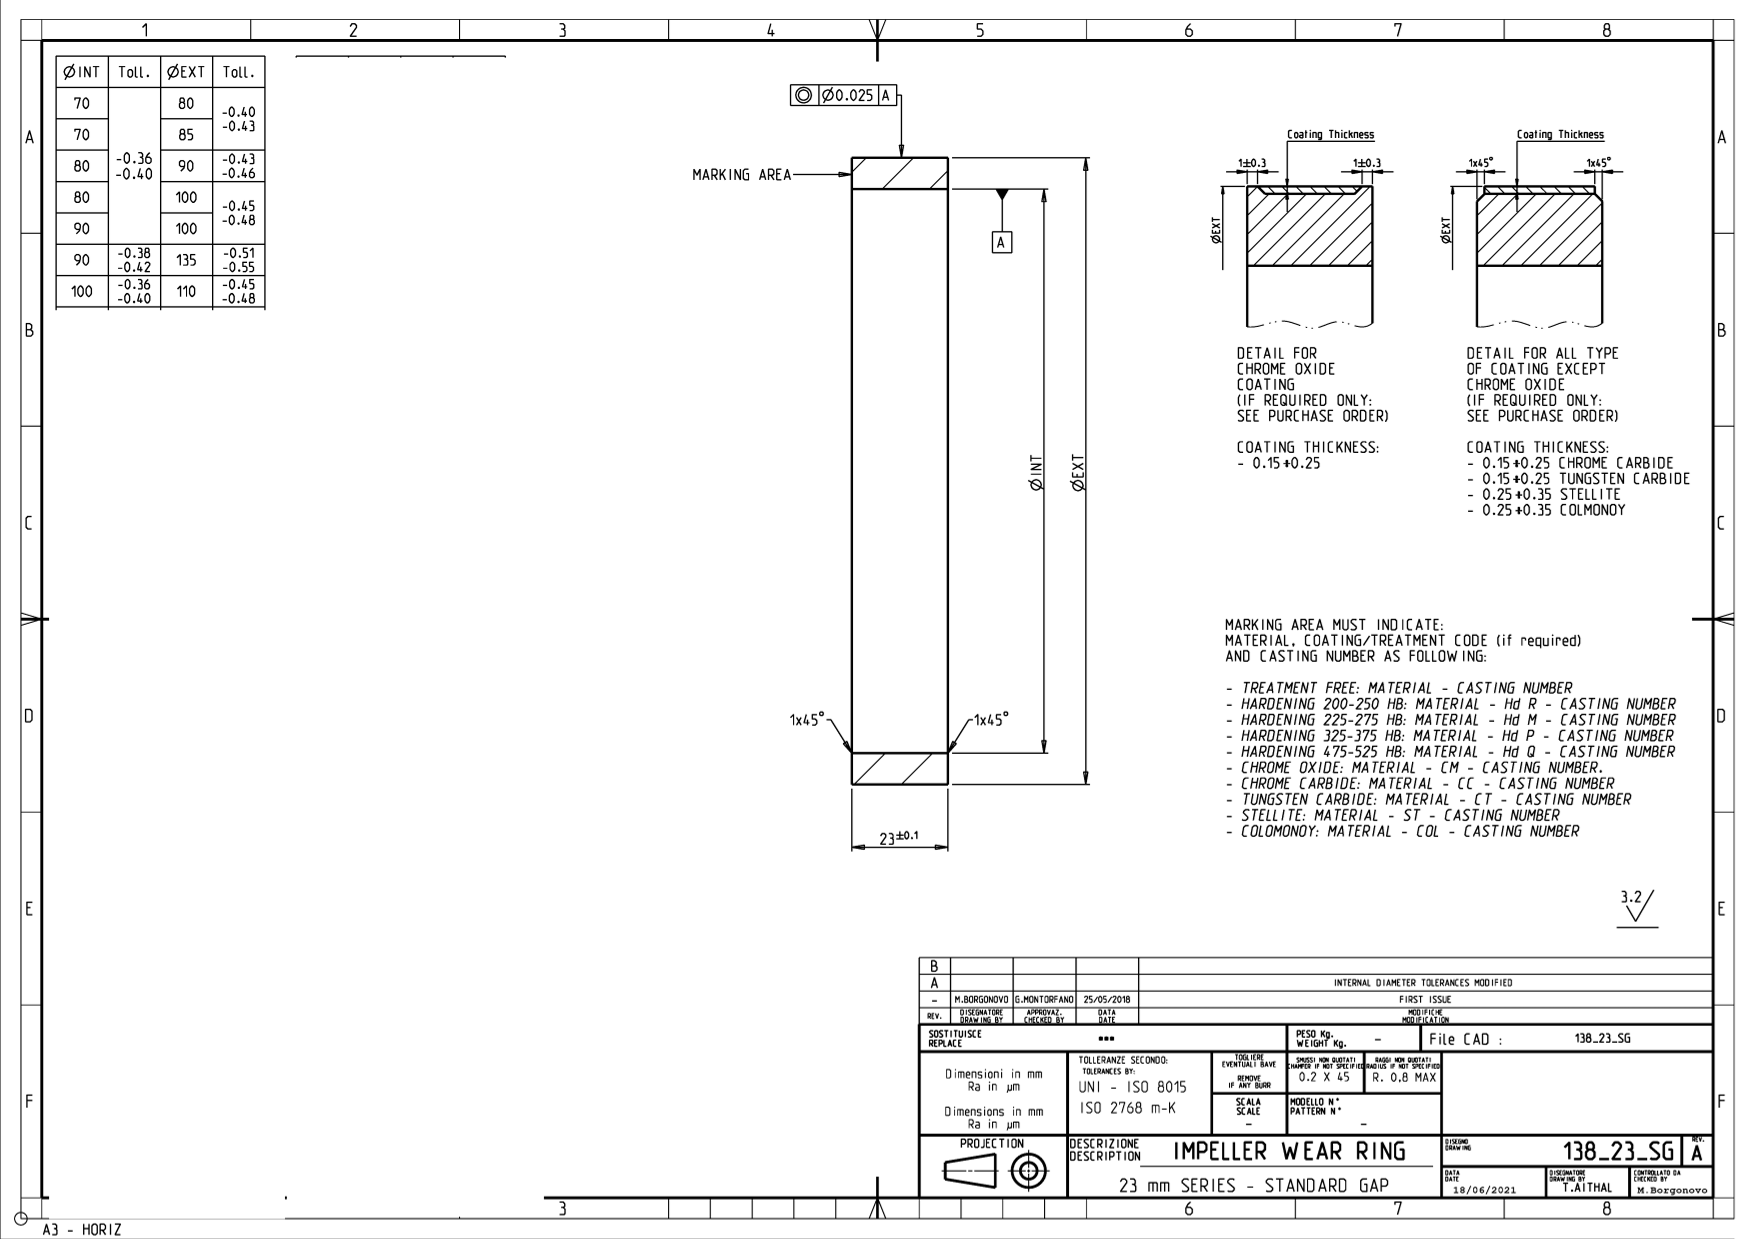 1 2 3 4 5 6 7 8
ØINT Toll. ØEXT Toll.
70 80
-0.40
-0.43
70 85
-0.36
-0.40
80 90
-0.43
-0.46
80 100
-0.45
-0.48
90 100
90
-0.38
-0.42
135
-0.51
-0.55
100
-0.36
-0.40
110
-0.45
-0.48
A
B
C
D
E
F
Ø0.025 A
MARKING AREA
A
ØINT
ØEXT
1x45°
1x45°
23±0.1
Coating Thickness
1±0.3 1±0.3
ØEXT
DETAIL FOR
CHROME OXIDE
COATING
(IF REQUIRED ONLY:
SEE PURCHASE ORDER)
COATING THICKNESS:
- 0.15+0.25
Coating Thickness
1x45° 1x45°
ØEXT
DETAIL FOR ALL TYPE
OF COATING EXCEPT
CHROME OXIDE
(IF REQUIRED ONLY:
SEE PURCHASE ORDER)
COATING THICKNESS:
- 0.15+0.25 CHROME CARBIDE
- 0.15+0.25 TUNGSTEN CARBIDE
- 0.25+0.35 STELLITE
- 0.25+0.35 COLMONOY
A
B
C
D
E
F
MARKING AREA MUST INDICATE:
MATERIAL, COATING/TREATMENT CODE (if required)
AND CASTING NUMBER AS FOLLOWING:
- TREATMENT FREE: MATERIAL - CASTING NUMBER
- HARDENING 200-250 HB: MATERIAL - Hd R - CASTING NUMBER
- HARDENING 225-275 HB: MATERIAL - Hd M - CASTING NUMBER
- HARDENING 325-375 HB: MATERIAL - Hd P - CASTING NUMBER
- HARDENING 475-525 HB: MATERIAL - Hd Q - CASTING NUMBER
- CHROME OXIDE: MATERIAL - CM - CASTING NUMBER.
- CHROME CARBIDE: MATERIAL - CC - CASTING NUMBER
- TUNGSTEN CARBIDE: MATERIAL - CT - CASTING NUMBER
- STELLITE: MATERIAL - ST - CASTING NUMBER
- COLOMONOY: MATERIAL - COL - CASTING NUMBER
3.2
B
A INTERNAL DIAMETER TOLERANCES MODIFIED
- M.BORGONOVO G.MONTORFANO 25/05/2018 FIRST ISSUE
REV.
DISEGNATORE
DRAWING BY
APPROVAZ.
CHECKED BY
DATA
DATE
MODIFICHE
MODIFICATION
SOSTITUISCE
REPLACE
***
PESO Kg.
WEIGHT Kg.
-
File CAD : 138_23_SG
Dimensioni in mm
Ra in µm
Dimensions in mm
Ra in µm
TOLLERANZE SECONDO:
TOLERANCES BY:
UNI - ISO 8015
ISO 2768 m-K
TOGLIERE
EVENTUALI BAVE
REMOVE
IF ANY BURR
SMUSSI NON QUOTATI
CHAMFER IF NOT SPECIFIED
0.2 X 45
RAGGI NON QUOTATI
RADIUS IF NOT SPECIFIED
R. 0.8 MAX
SCALA
SCALE
-
MODELLO N°
PATTERN N°
-
PROJECTION
DESCRIZIONE
DESCRIPTION
IMPELLER WEAR RING
23 mm SERIES - STANDARD GAP
DISEGNO
DRAWING
138_23_SG
REV.
A
DATA
DATE
18/06/2021
DISEGNATORE
DRAWING BY
T.AITHAL
CONTROLLATO DA
CHECKED BY
M.Borgonovo
3 6 7 8
A3 - HORIZ